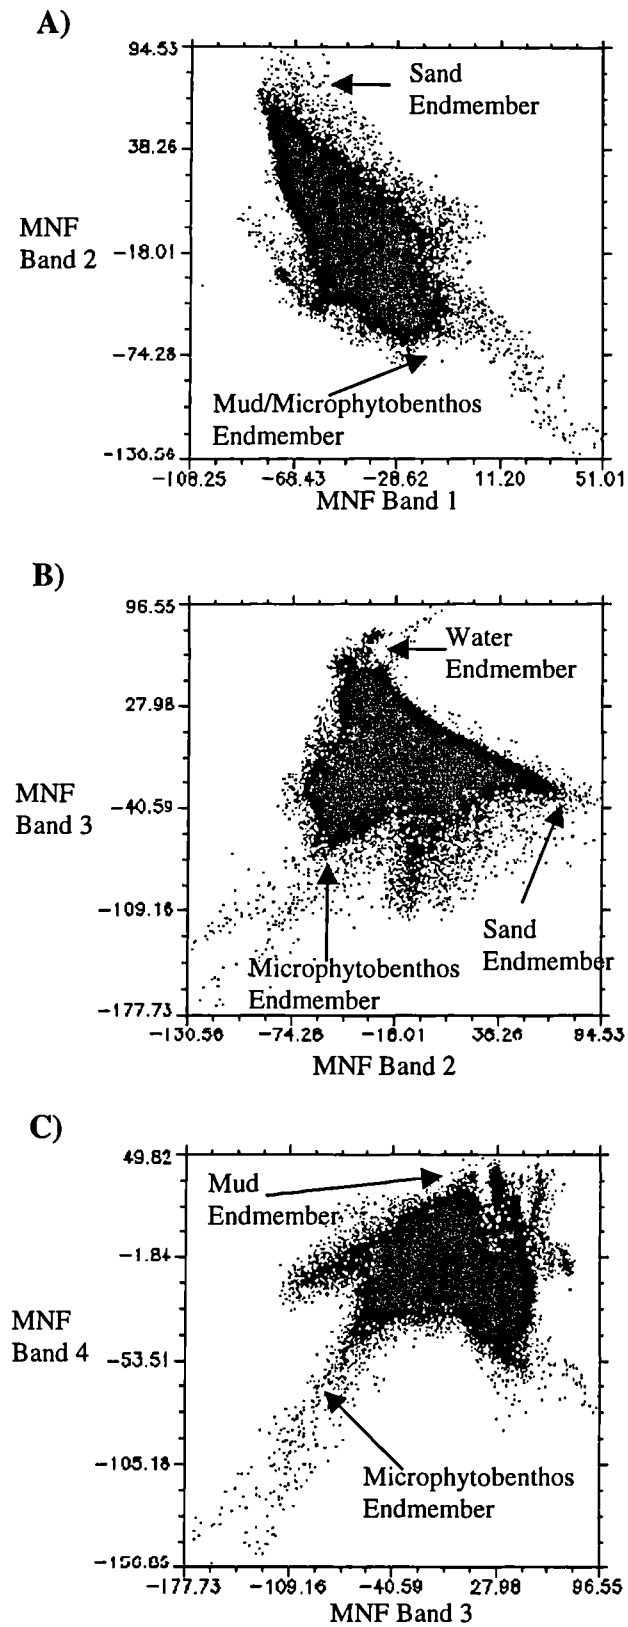 A)
94.53
Sand
Endmember
38.26
MNF
Band 2
-18.01
-74.28
Mud/Microphytobenthos
Endmember
-130.56
-108.25 -68.43 -28.62 11.20 51.01
MNF Band 1
B)
96.55
Water
Endmember
27.98
MNF
Band 3
-40.59
-109.16
Sand
Endmember
Microphytobenthos
Endmember
-177.73
-130.56 -74.28 -18.01 38.26 94.53
MNF Band 2
C)
49.82
Mud
Endmember
-1.84
MNF
Band 4
-53.51
-105.18
Microphytobenthos
Endmember
-156.85
-177.73 -109.16 -40.59 27.98 96.55
MNF Band 3